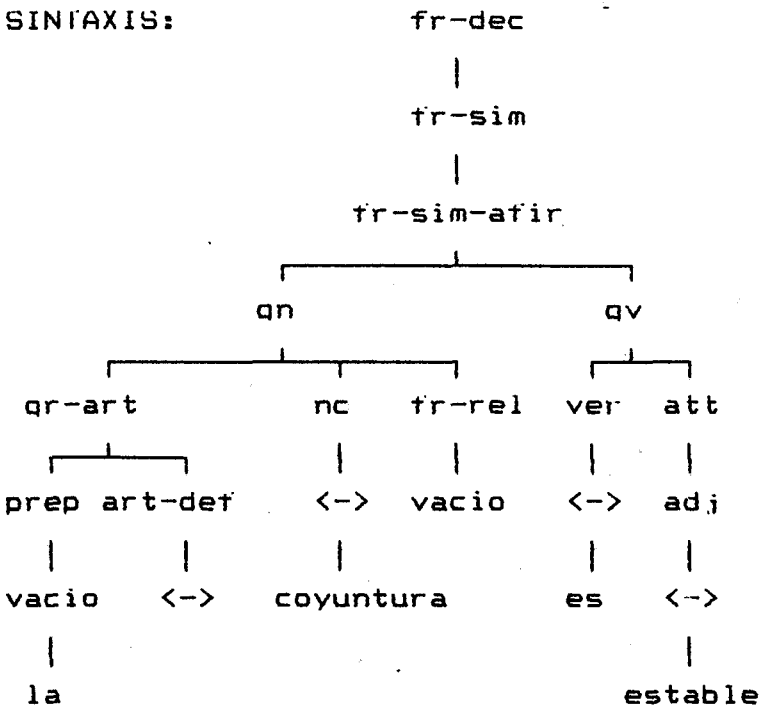 SINTAXIS: fr-dec
fr-sim
fr-sim-afir
gn gv
gr-art nc fr-rel ver att
prep art-def <-> vacio <-> adj
vacio <-> coyuntura es <->
la estable